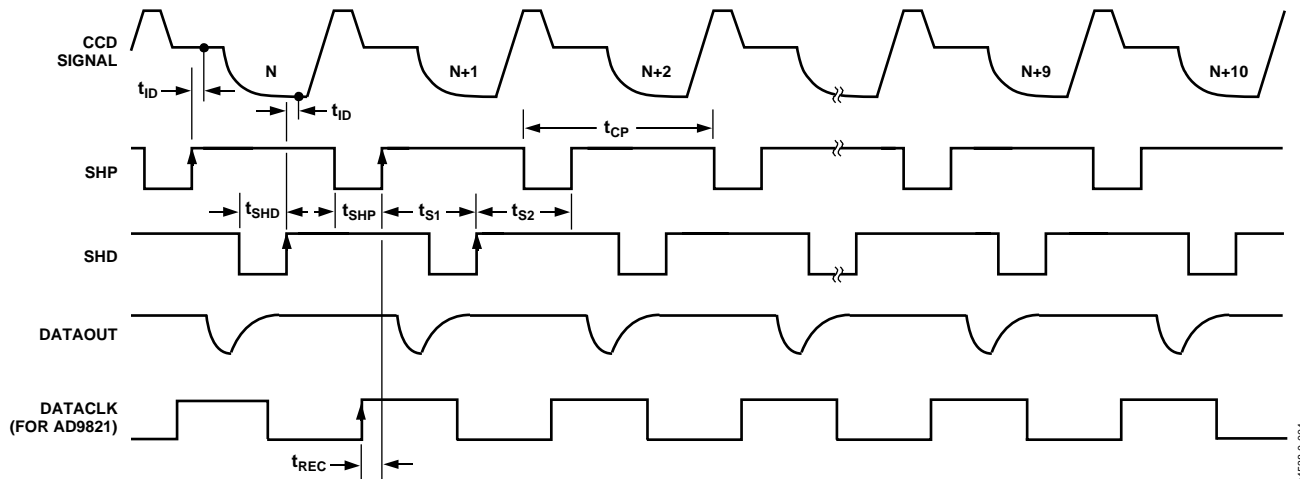 CCD
SIGNAL
N
N+1
N+2
N+9
N+10
tID
tID
tCP
SHP
tSHD
tSHP
tS1
tS2
SHD
DATAOUT
DATACLK
(FOR AD9821)
tREC